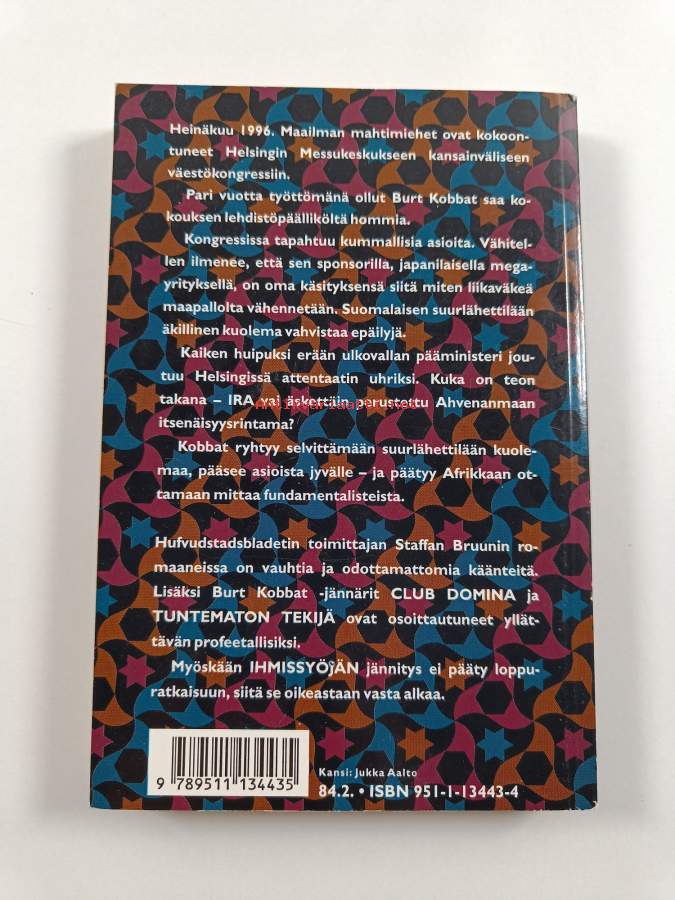 Heinäkuu 1996. Maailman mahtimiehet ovat kokoon-
tuneet Helsingin Messukeskukseen kansainväliseen
väestökongressiin.
Pari vuotta työttömänä ollut Burt Kobbat saa ko-
kouksen lehdistöpäälliköltä hommia.
Kongressissa tapahtuu kummallisia asioita. Vähitel-
len ilmenee, että sen sponsorilla, japanilaisella mega-
yrityksellä, on oma käsityksensä siitä miten liikaväkeä
maapallolta vähennetään. Suomalaisen suurlähettilään
äkillinen kuolema vahvistaa epäilyjä.
Kaiken huipuksi erään ulkovallan pääministeri jou-
tuu Helsingissä attentaatin uhriksi. Kuka on teon
takana – IRA vai äskettäin perustettu Ahvenanmaan
itsenäisyysrintama?
Kobbat ryhtyy selvittämään suurlähettilään kuole-
maa, pääsee asioista jyvälle – ja päätyy Afrikkaan ot-
tamaan mittaa fundamentalisteista.
Hufvudstadsbladetin toimittajan Staffan Bruunin ro-
maaneissa on vauhtia ja odottamattomia käänteitä.
Lisäksi Burt Kobbat -jännärit CLUB DOMINA ja
TUNTEMATON TEKIJÄ ovat osoittautuneet yllät-
tävän profeetallisiksi.
Myöskään IHMISSYÖJÄN jännitys ei pääty loppu-
ratkaisuun, siitä se oikeastaan vasta alkaa.
9 789511 134435
Kansi: Jukka Aalto
84.2. • ISBN 951-1-13443-4